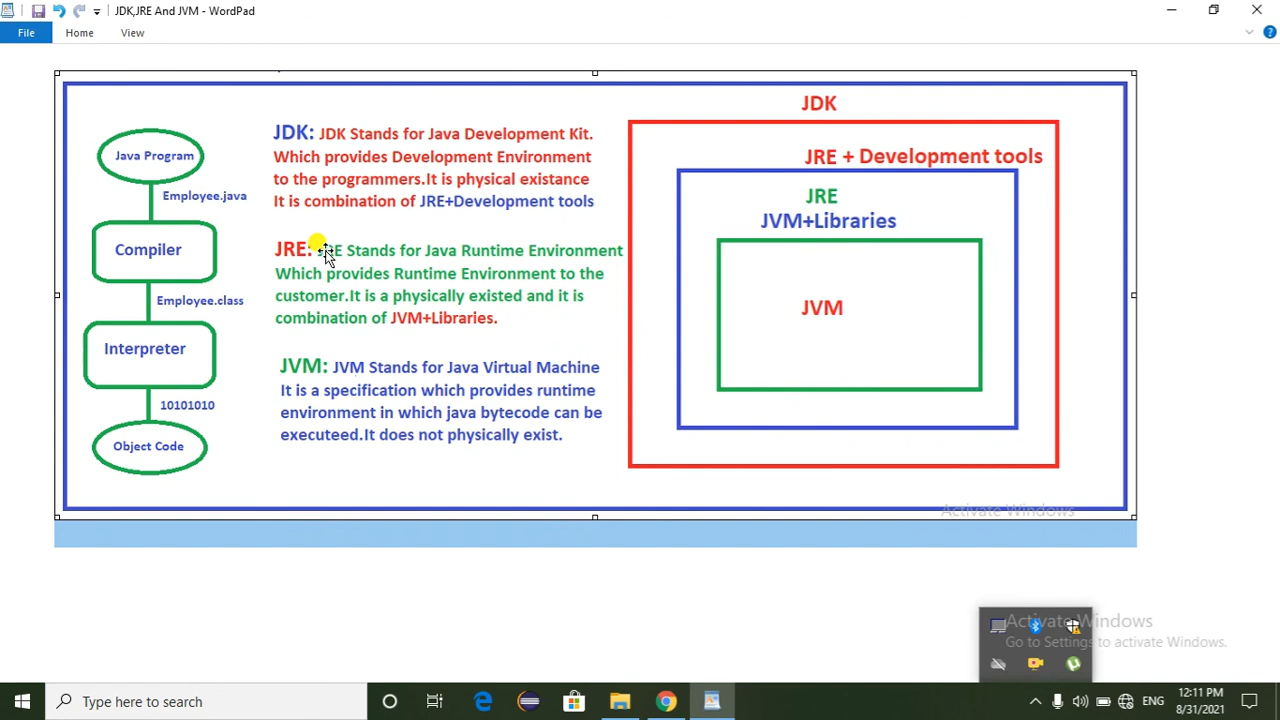 JDK,JRE And JVM - WordPad
File
Home
View
Java Program
Employee.java
Compiler
Employee.class
Interpreter
10101010
Object Code
JDK: JDK Stands for Java Development Kit.
Which provides Development Environment
to the programmers.It is physical existance
It is combination of JRE+Development tools
JRE: JRE Stands for Java Runtime Environment
Which provides Runtime Environment to the
customer.It is a physically existed and it is
combination of JVM+Libraries.
JVM: JVM Stands for Java Virtual Machine
It is a specification which provides runtime
environment in which java bytecode can be
executeed.It does not physically exist.
JDK
JRE + Development tools
JRE
JVM+Libraries
JVM
Activate Windows
Activate Windows
Go to Settings to activate Windows.
Type here to search
ENG
12:11 PM
8/31/2021